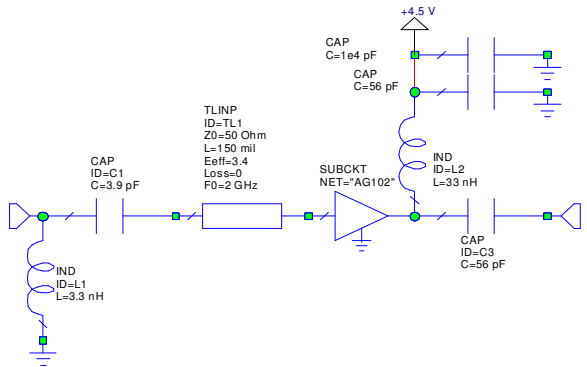 +4.5 V
CAP
C=1e4 pF
CAP
C=56 pF
TLINP
ID=TL1
Z0=50 Ohm
L=150 mil
Eeff=3.4
Loss=0
F0=2 GHz
CAP
ID=C1
C=3.9 pF
SUBCKT
NET="AG102"
IND
ID=L2
L=33 nH
CAP
ID=C3
C=56 pF
IND
ID=L1
L=3.3 nH